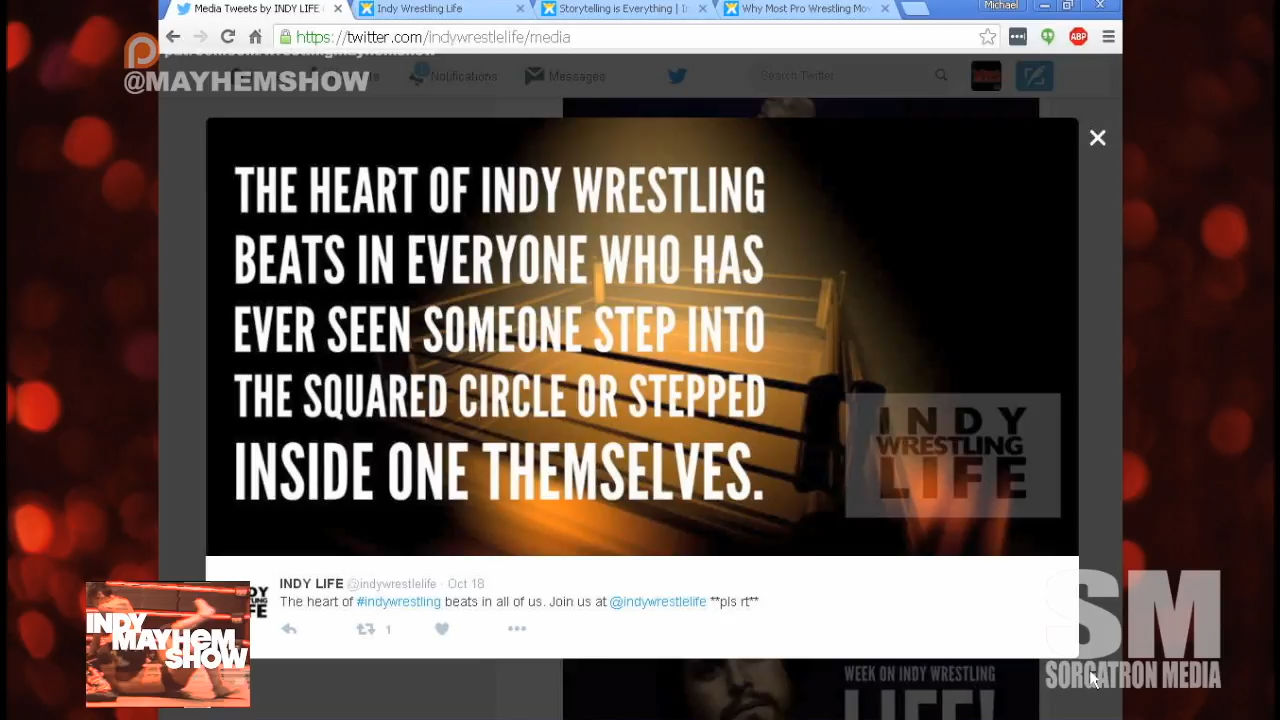 Media Tweets by INDY LIFE (
Indy Wrestling Life
Storytelling is Everything | In
Why Most Pro Wrestling Mov
Michael
https://twitter.com/indywrestlelife/media
ABP
@MAYHEMSHOW
Notifications
Messages
Search Twitter
THE HEART OF INDY WRESTLING
BEATS IN EVERYONE WHO HAS
EVER SEEN SOMEONE STEP INTO
THE SQUARED CIRCLE OR STEPPED
INSIDE ONE THEMSELVES.
INDY
WRESTLING
LIFE
INDY LIFE @indywrestlelife · Oct 18
The heart of #indywrestling beats in all of us. Join us at @indywrestlelife **pls rt**
1
INDY
MAYHEM
SHOW
SM
SORGATRON MEDIA
WEEK ON INDY WRESTLING
LIFE!